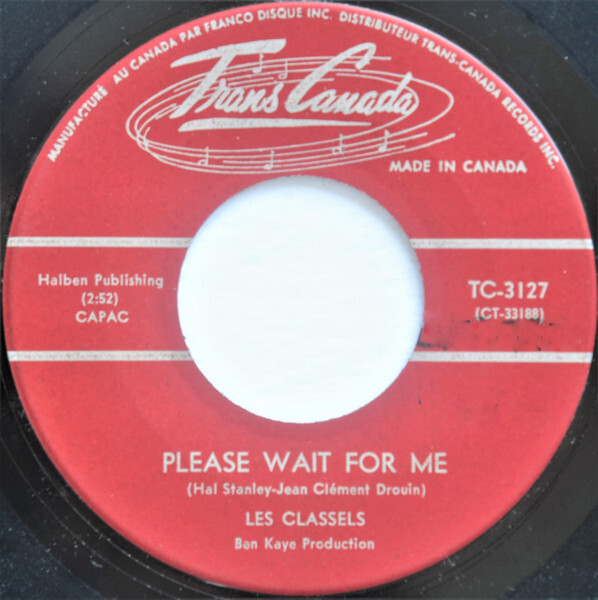 MANUFACTURÉ AU CANADA PAR FRANCO DISQUE INC. DISTRIBUTEUR TRANS-CANADA RECORDS INC.
Trans Canada
MADE IN CANADA
Halben Publishing
(2:52)
CAPAC
TC-3127
(CT-33188)
PLEASE WAIT FOR ME
(Hal Stanley-Jean Clément Drouin)
LES CLASSELS
Ben Kaye Production